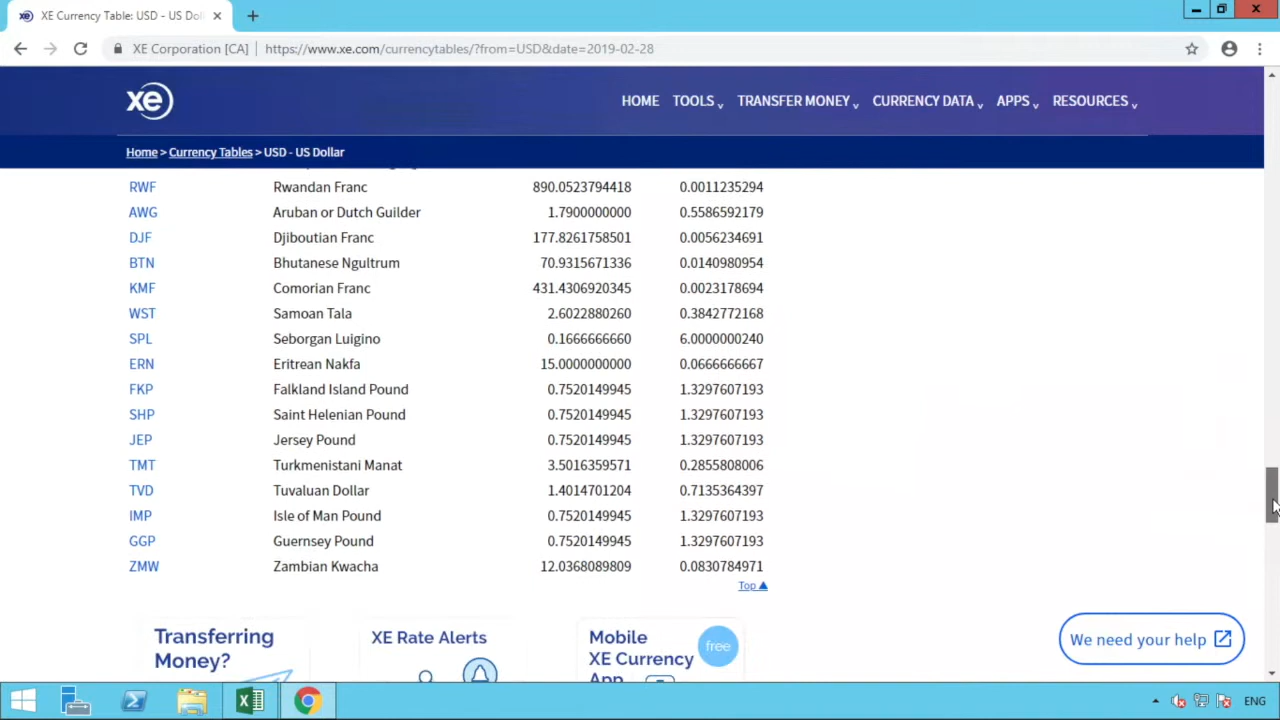 XE Currency Table: USD - US Dol
XE Corporation [CA] https://www.xe.com/currencytables/?from=USD&date=2019-02-28
xe HOME TOOLS TRANSFER MONEY CURRENCY DATA APPS RESOURCES
Home > Currency Tables > USD - US Dollar
RWF Rwandan Franc 890.0523794418 0.0011235294
AWG Aruban or Dutch Guilder 1.7900000000 0.5586592179
DJF Djiboutian Franc 177.8261758501 0.0056234691
BTN Bhutanese Ngultrum 70.9315671336 0.0140980954
KMF Comorian Franc 431.4306920345 0.0023178694
WST Samoan Tala 2.6022880260 0.3842772168
SPL Seborgan Luigino 0.1666666660 6.0000000240
ERN Eritrean Nakfa 15.0000000000 0.0666666667
FKP Falkland Island Pound 0.7520149945 1.3297607193
SHP Saint Helenian Pound 0.7520149945 1.3297607193
JEP Jersey Pound 0.7520149945 1.3297607193
TMT Turkmenistani Manat 3.5016359571 0.2855808006
TVD Tuvaluan Dollar 1.4014701204 0.7135364397
IMP Isle of Man Pound 0.7520149945 1.3297607193
GGP Guernsey Pound 0.7520149945 1.3297607193
ZMW Zambian Kwacha 12.0368089809 0.0830784971
Top
Transferring
Money?
XE Rate Alerts
Mobile
XE Currency
App
free
We need your help
ENG